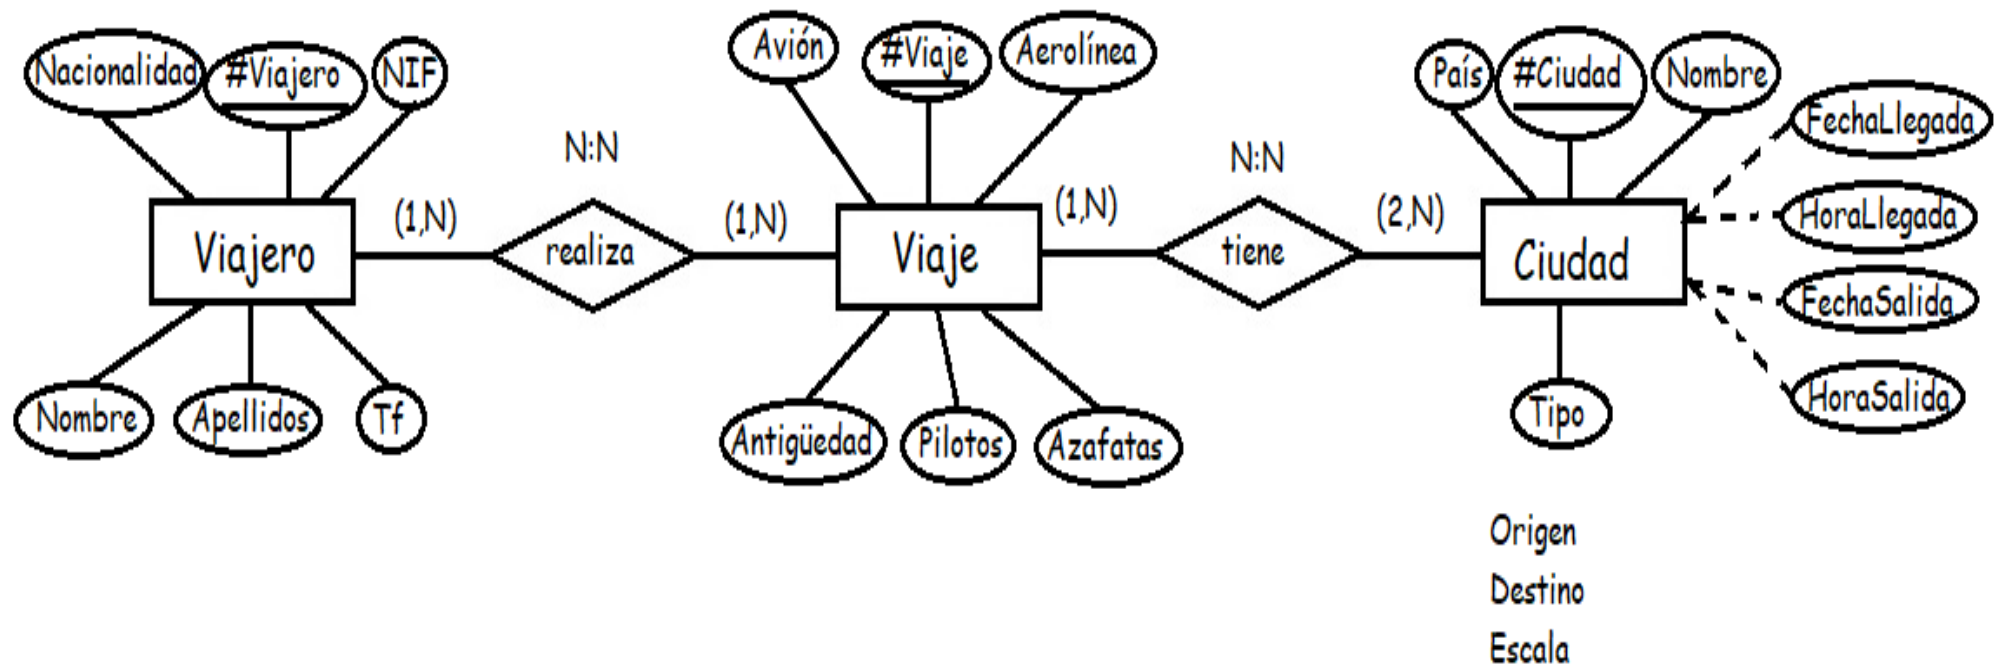 Nacionalidad
#Viajero
NIF
Avión
#Viaje
Aerolínea
País
#Ciudad
Nombre
FechaLlegada
HoraLlegada
FechaSalida
HoraSalida
N:N
N:N
Viajero
(1,N)
realiza
(1,N)
Viaje
(1,N)
tiene
(2,N)
Ciudad
Nombre
Apellidos
Tf
Antigüedad
Pilotos
Azafatas
Tipo
Origen
Destino
Escala